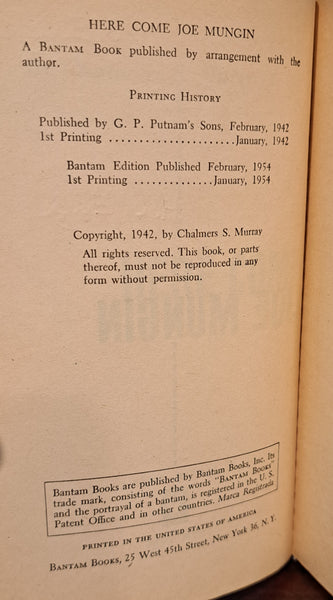 HERE COME JOE MUNGIN
A BANTAM BOOK published by arrangement with the
author.
PRINTING HISTORY
Published by G. P. Putnam's Sons, February, 1942
1st Printing ......................January, 1942
Bantam Edition Published February, 1954
1st Printing .............January, 1954
Copyright, 1942, by Chalmers S. Murray
All rights reserved. This book, or parts
thereof, must not be reproduced in any
form without permission.
Bantam Books are published by Bantam Books, Inc. Its
trade mark, consisting of the words "BANTAM BOOKS"
and the portrayal of a bantam, is registered in the U. S.
Patent Office and in other countries. Marca Registrada
PRINTED IN THE UNITED STATES OF AMERICA
BANTAM BOOKS, 25 West 45th Street, New York 36, N. Y.